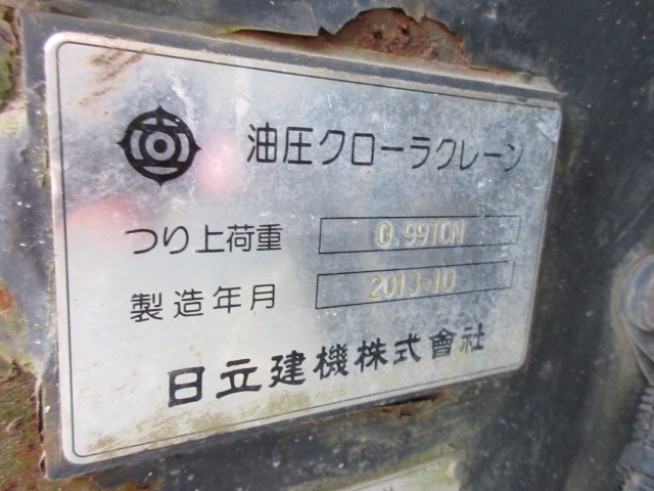 油圧クローラクレーン
つり上荷重 0.99TON
製造年月 2013-10
日立建機株式會社